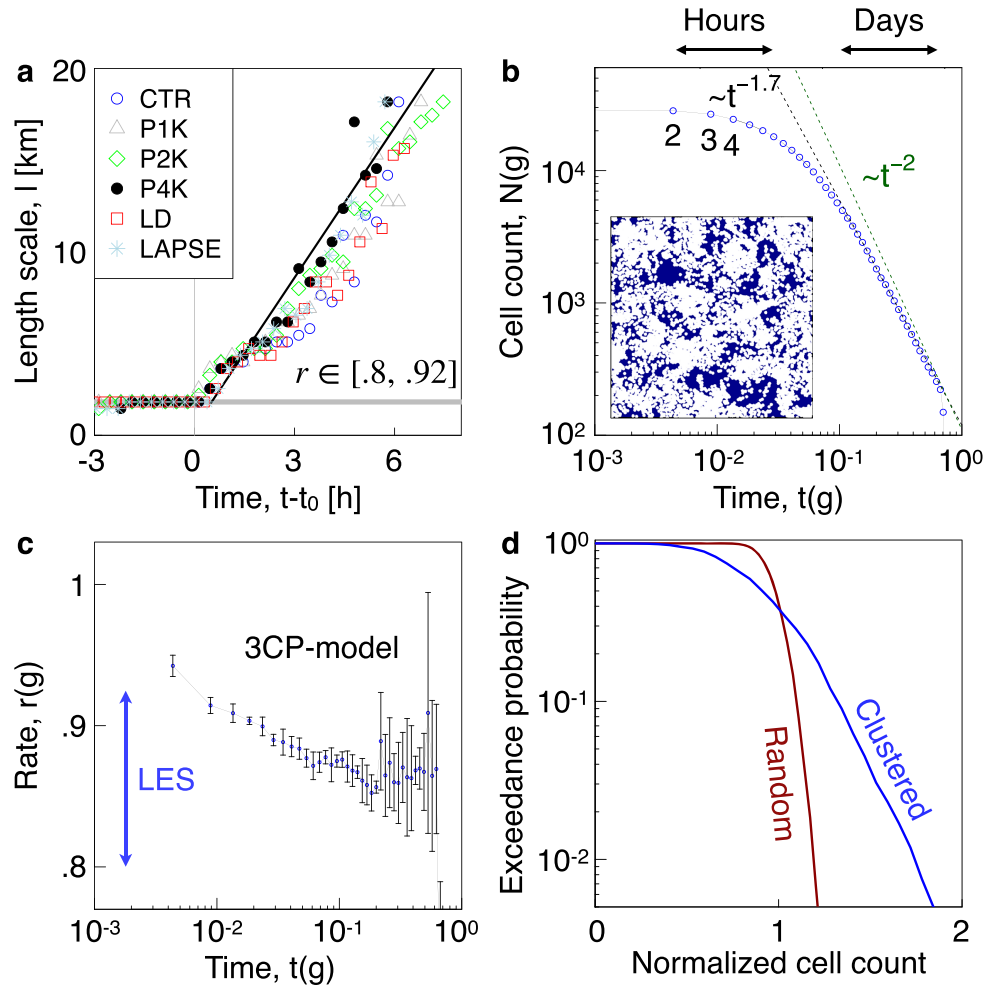 a
20
10
0
Length scale, l [km]
CTR
P1K
P2K
P4K
LD
LAPSE
r ∈ [.8, .92]
-3 0 3 6
Time, t-t₀ [h]
Hours Days
b
10⁴
10³
10²
Cell count, N(g)
~t⁻¹·⁷
~t⁻²
2 3 4
10⁻³ 10⁻² 10⁻¹ 10⁰
Time, t(g)
c
1
.9
.8
Rate, r(g)
3CP-model
LES
10⁻³ 10⁻² 10⁻¹ 10⁰
Time, t(g)
d
10⁰
10⁻¹
10⁻²
Exceedance probability
Random
Clustered
0 1 2
Normalized cell count